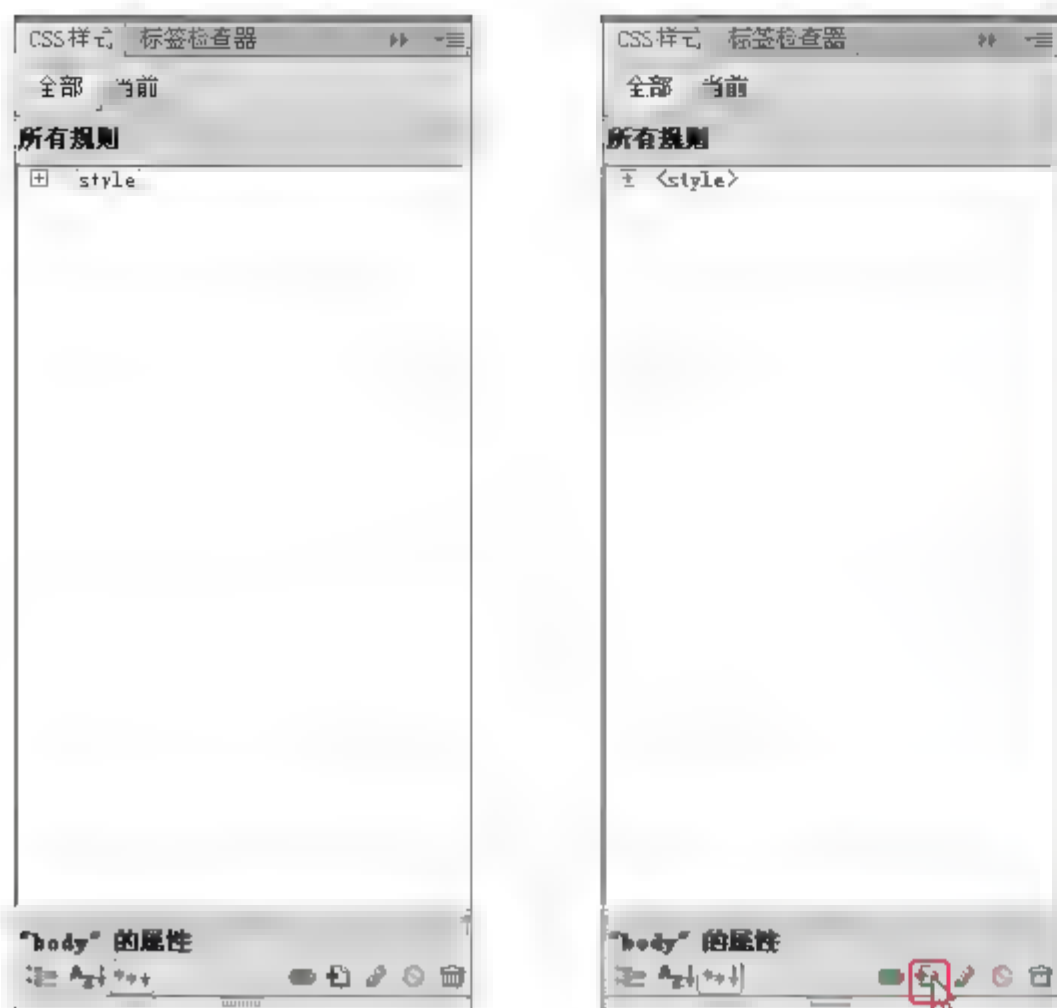 CSS样式 标签检查器
全部 当前
所有规则
style
"body" 的属性
CSS样式 标签检查器
全部 当前
所有规则
<style>
"body" 的属性